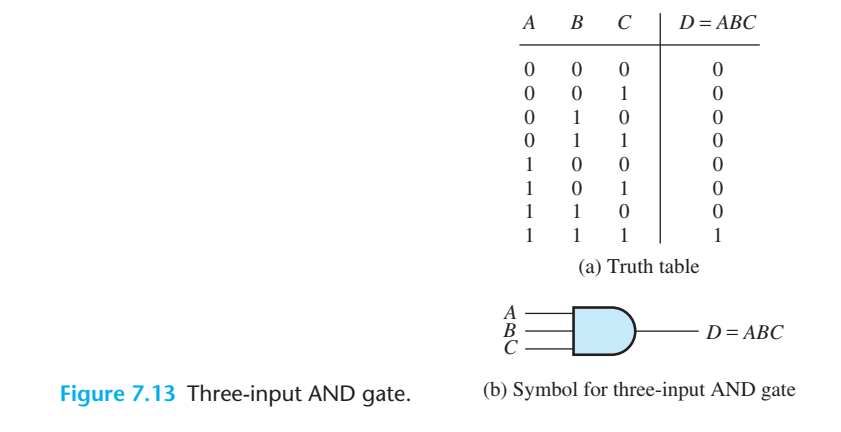 A B C D = ABC
0 0 0 0
0 0 1 0
0 1 0 0
0 1 1 0
1 0 0 0
1 0 1 0
1 1 0 0
1 1 1 1
(a) Truth table
A
B
C
D = ABC
(b) Symbol for three-input AND gate
Figure 7.13 Three-input AND gate.